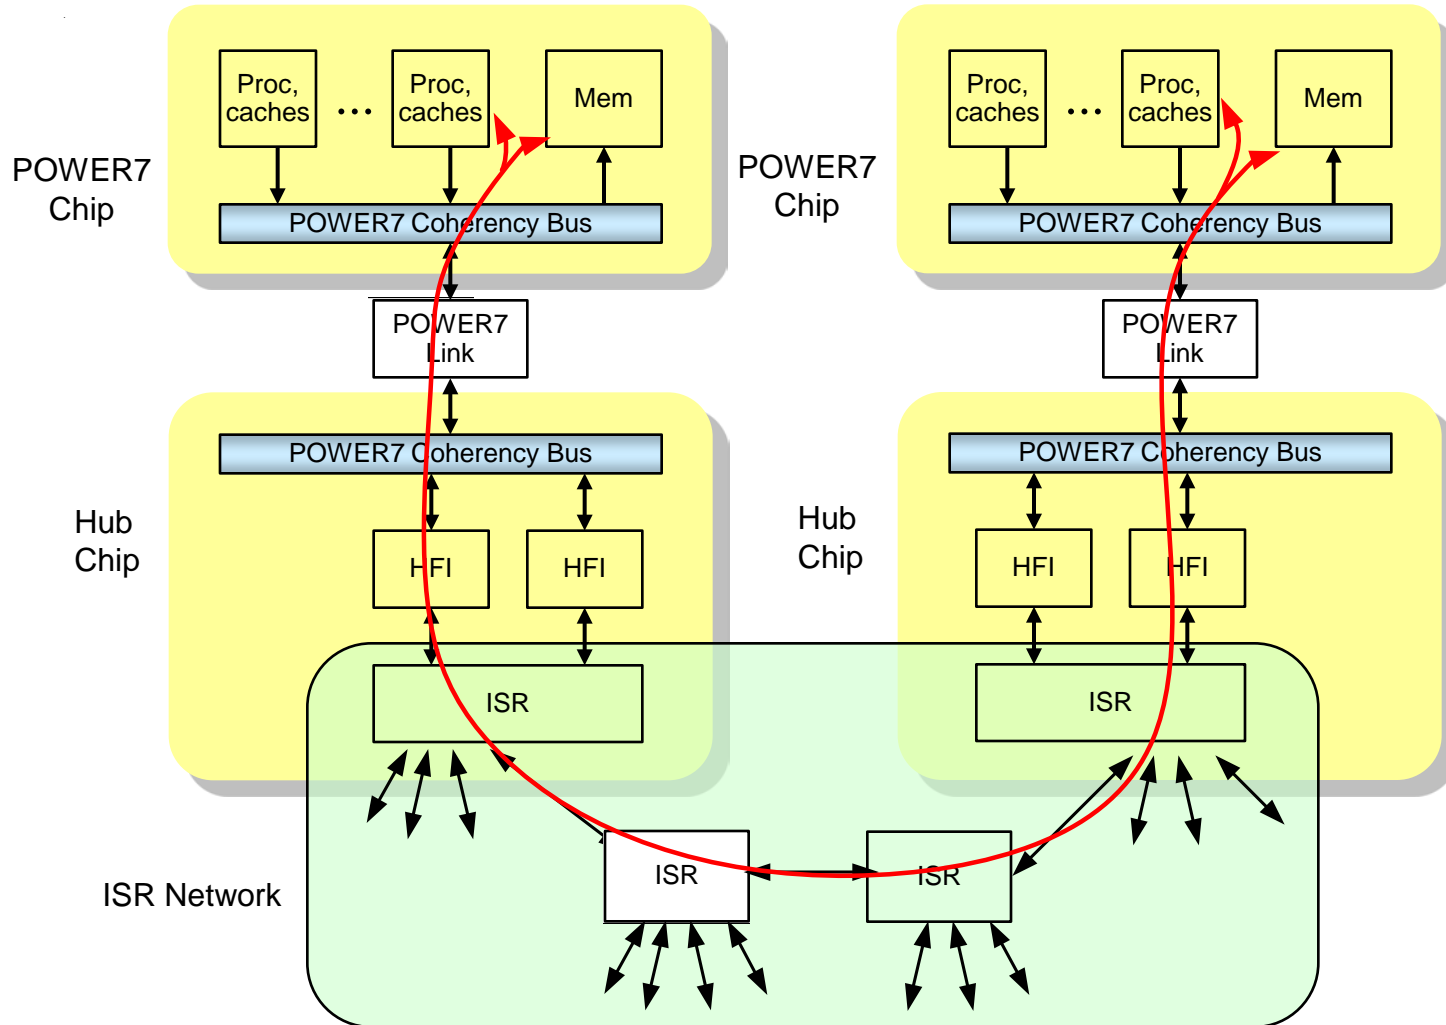 Proc,
caches
...
Proc,
caches
Mem
Proc,
caches
...
Proc,
caches
Mem
POWER7
Chip
POWER7
Chip
POWER7 Coherency Bus
POWER7 Coherency Bus
POWER7
Link
POWER7
Link
POWER7 Coherency Bus
POWER7 Coherency Bus
Hub
Chip
Hub
Chip
HFI
HFI
HFI
HFI
ISR
ISR
ISR
ISR
ISR Network